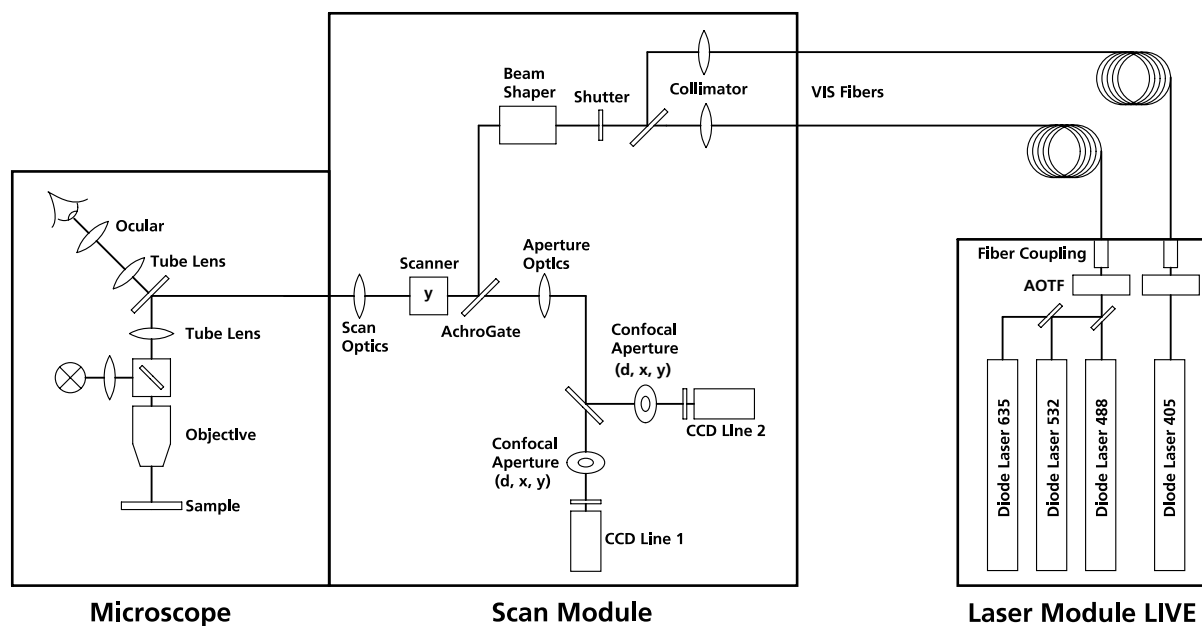 Beam
Shaper
Shutter
Collimator
VIS Fibers
Ocular
Tube Lens
Scanner
y
Aperture
Optics
AchroGate
Scan
Optics
Tube Lens
Objective
Sample
Confocal
Aperture
(d, x, y)
CCD Line 2
Confocal
Aperture
(d, x, y)
CCD Line 1
Fiber Coupling
AOTF
Diode Laser 635
Diode Laser 532
Diode Laser 488
Diode Laser 405
Microscope
Scan Module
Laser Module LIVE